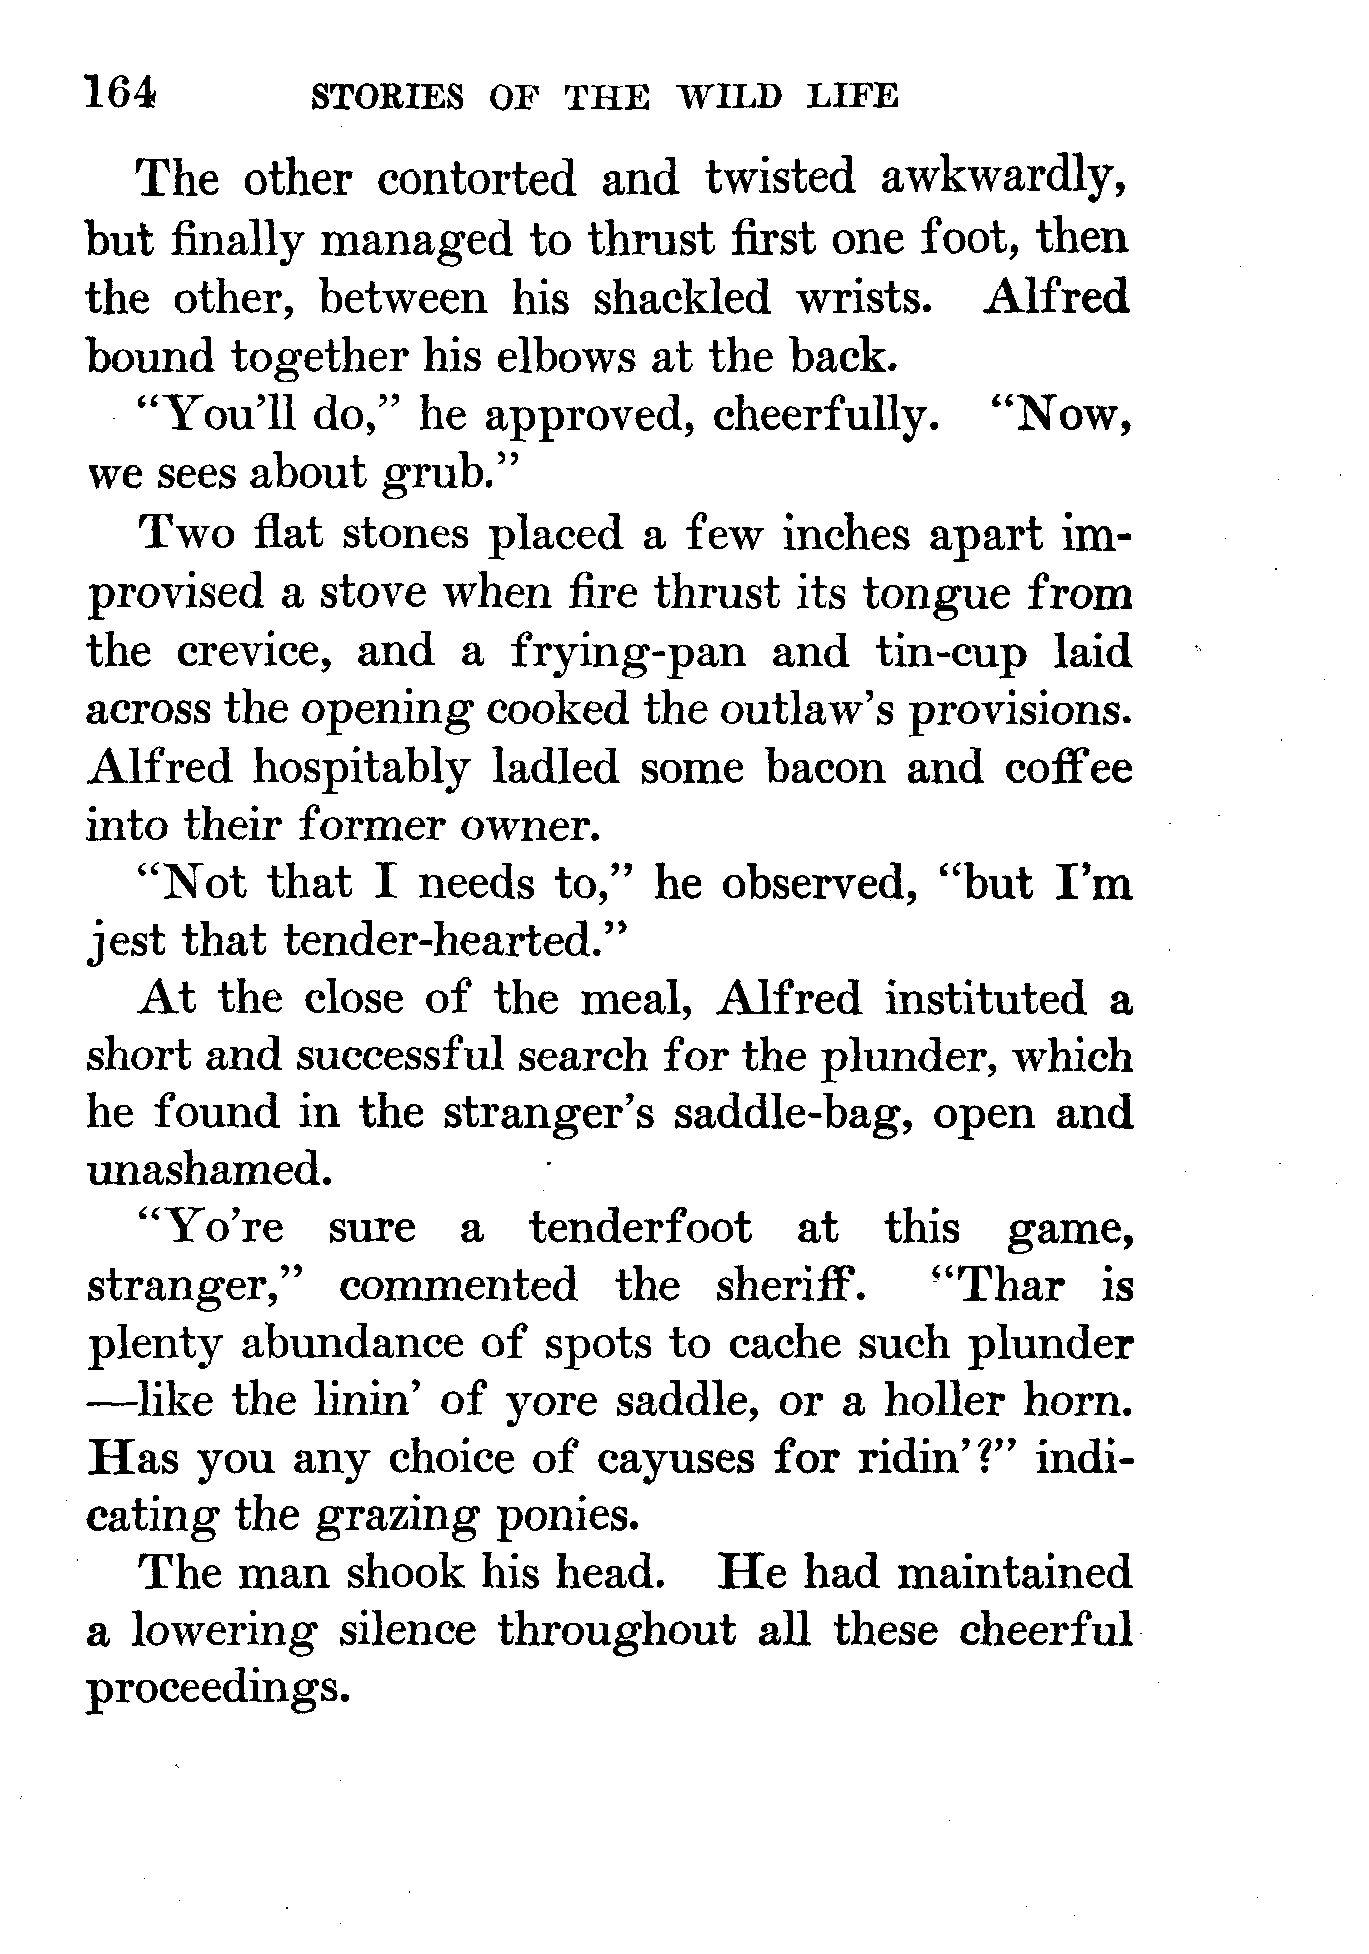 164 STORIES OF THE WILD LIFE
The other contorted and twisted awkwardly,
but finally managed to thrust first one foot, then
the other, between his shackled wrists. Alfred
bound together his elbows at the back.
“You’ll do,” he approved, cheerfully. “Now,
we sees about grub.”
Two flat stones placed a few inches apart im-
provised a stove when fire thrust its tongue from
the crevice, and a frying-pan and tin-cup laid
across the opening cooked the outlaw’s provisions.
Alfred hospitably ladled some bacon and coffee
into their former owner.
“Not that I needs to,” he observed, “but I’m
jest that tender-hearted.”
At the close of the meal, Alfred instituted a
short and successful search for the plunder, which
he found in the stranger’s saddle-bag, open and
unashamed.
“Yo’re sure a tenderfoot at this game,
stranger,” commented the sheriff. “Thar is
plenty abundance of spots to cache such plunder
—like the linin’ of yore saddle, or a holler horn.
Has you any choice of cayuses for ridin’?” indi-
cating the grazing ponies.
The man shook his head. He had maintained
a lowering silence throughout all these cheerful
proceedings.